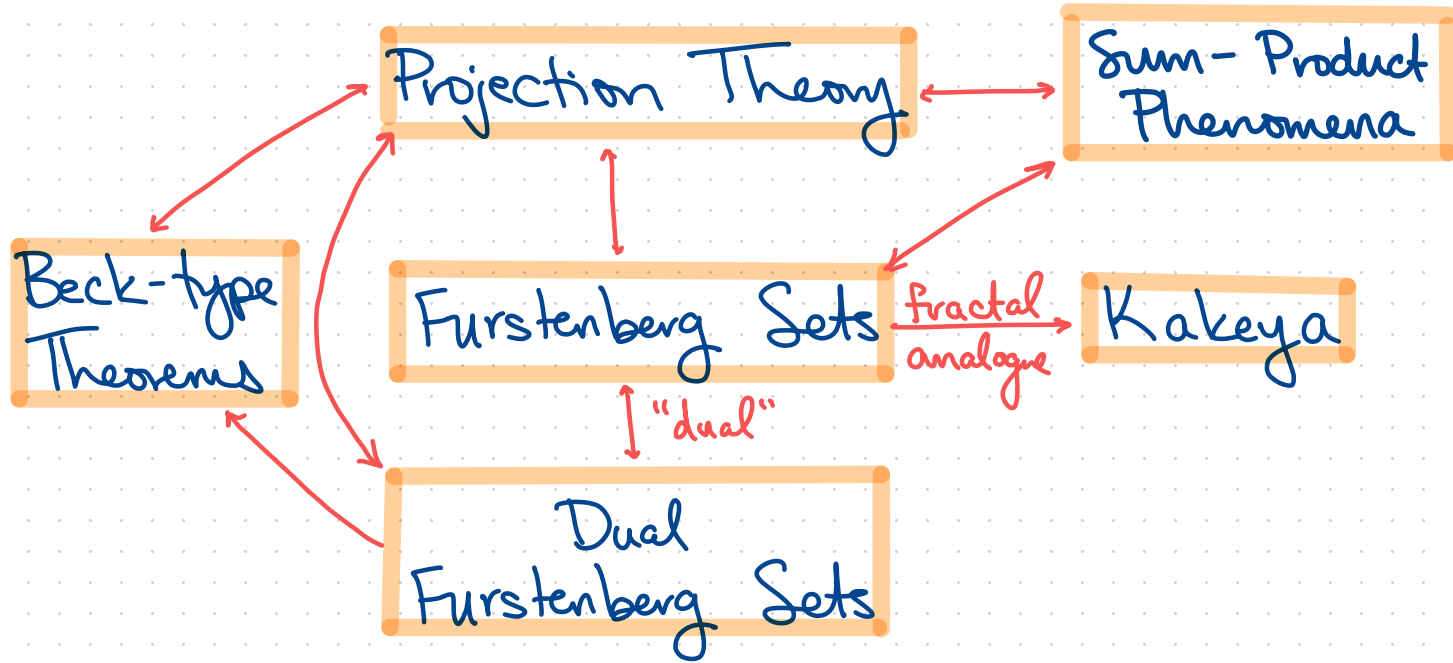 Projection Theory
Sum-Product
Phenomena
Beck-type
Theorems
Furstenberg Sets
fractal
analogue
Kakeya
"dual"
Dual
Furstenberg Sets